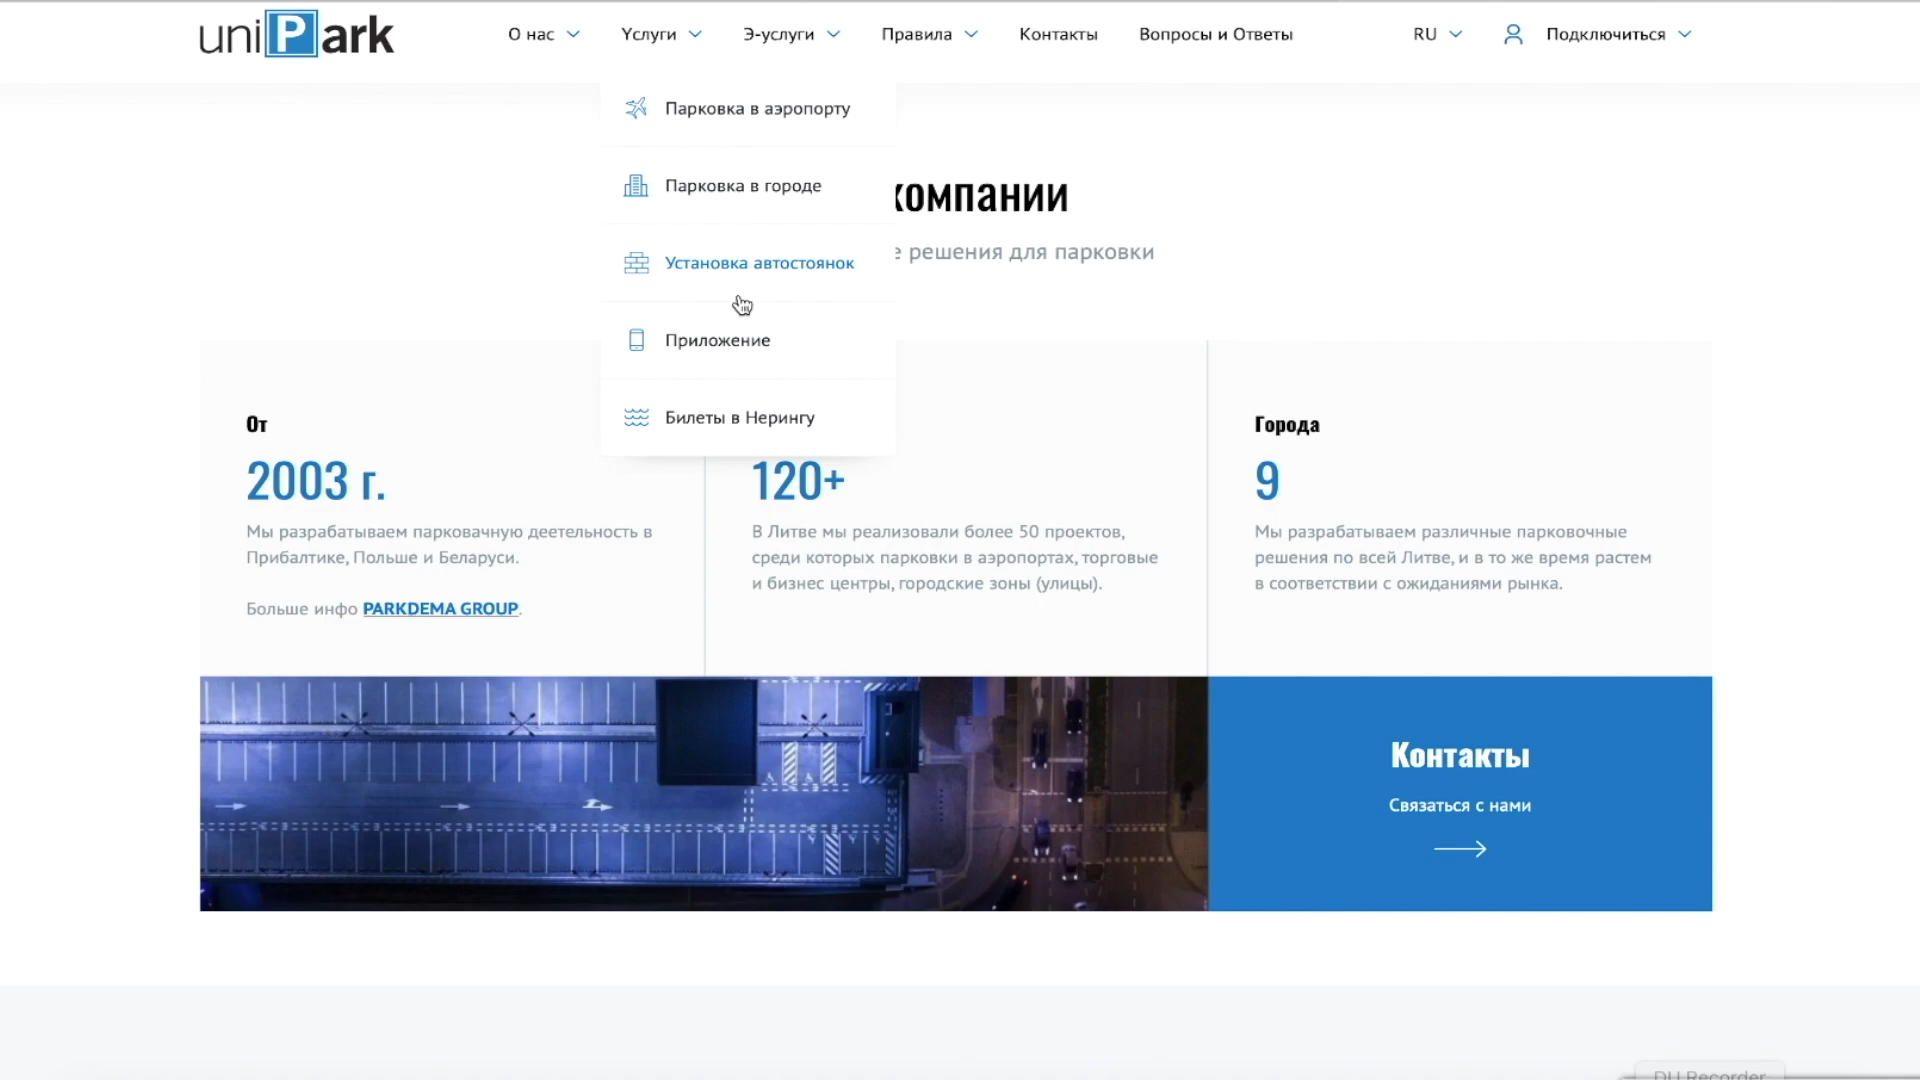 uniPark
О нас
Услуги
Э-услуги
Правила
Контакты
Вопросы и Ответы
RU
Подключиться
Парковка в аэропорту
Парковка в городе
Установка автостоянок
Приложение
Билеты в Нерингу
компании
е решения для парковки
От
2003 г.
Мы разрабатываем парковачную деетельность в
Прибалтике, Польше и Беларуси.
Больше инфо PARKDEMA GROUP.
120+
В Литве мы реализовали более 50 проектов,
среди которых парковки в аэропортах, торговые
и бизнес центры, городские зоны (улицы).
Города
9
Мы разрабатываем различные парковочные
решения по всей Литве, и в то же время растем
в соответствии с ожиданиями рынка.
Контакты
Связаться с нами
DU Recorder